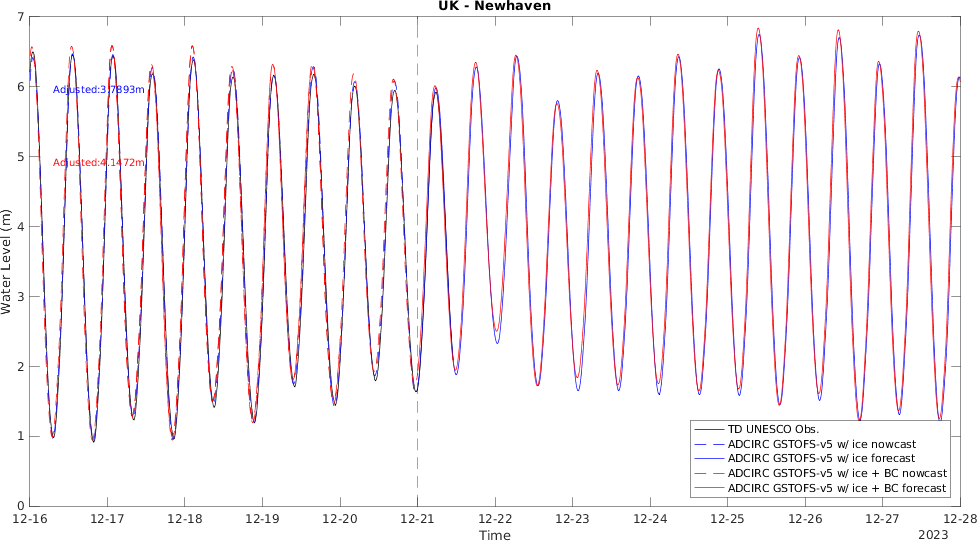 UK - Newhaven
7
6
5
4
3
2
1
0
Water Level (m)
Adjusted:3.7893m
Adjusted:4.1472m
TD UNESCO Obs.
ADCIRC GSTOFS-v5 w/ ice nowcast
ADCIRC GSTOFS-v5 w/ ice forecast
ADCIRC GSTOFS-v5 w/ ice + BC nowcast
ADCIRC GSTOFS-v5 w/ ice + BC forecast
12-16 12-17 12-18 12-19 12-20 12-21 12-22 12-23 12-24 12-25 12-26 12-27 12-28
Time
2023